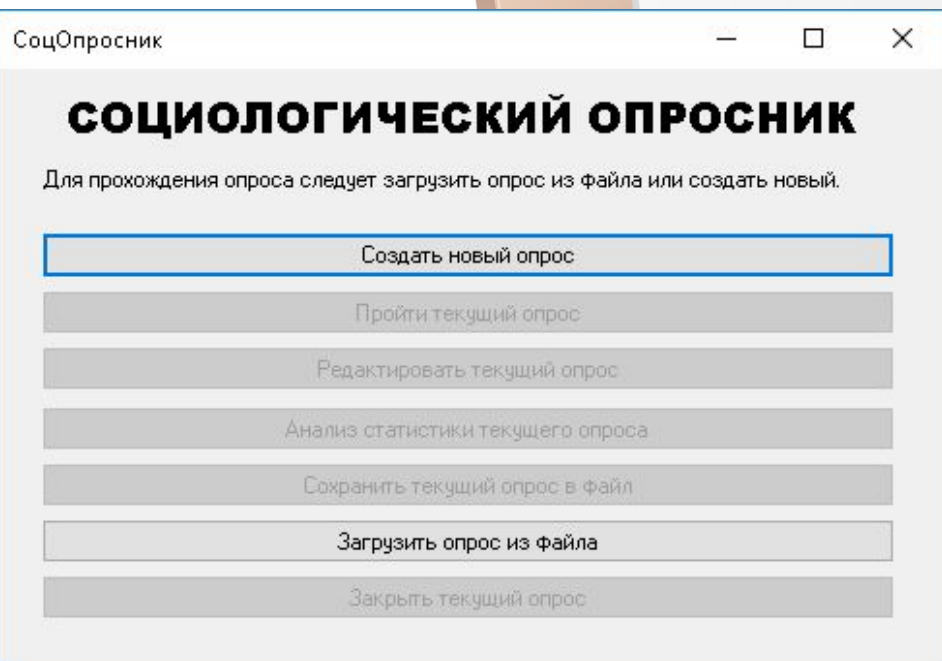 СоцОпросник
СОЦИОЛОГИЧЕСКИЙ ОПРОСНИК
Для прохождения опроса следует загрузить опрос из файла или создать новый.
Создать новый опрос
Пройти текущий опрос
Редактировать текущий опрос
Анализ статистики текущего опроса
Сохранить текущий опрос в файл
Загрузить опрос из файла
Закрыть текущий опрос